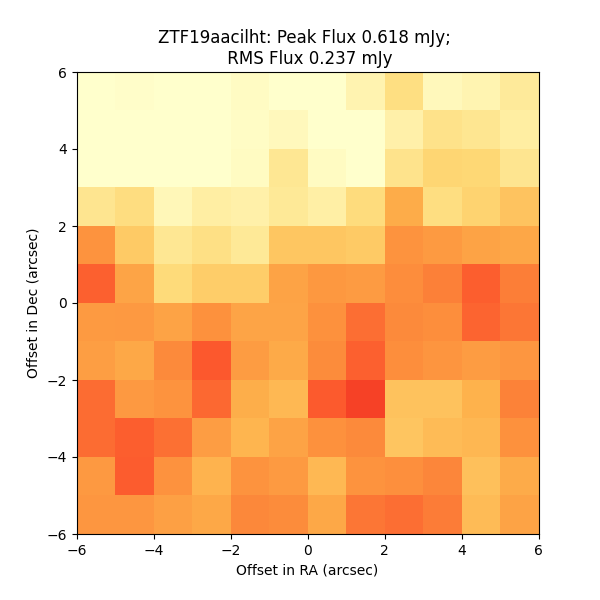 ZTF19aacilht: Peak Flux 0.618 mJy;
RMS Flux 0.237 mJy
6
4
2
0
−2
−4
−6
Offset in Dec (arcsec)
−6 −4 −2 0 2 4 6
Offset in RA (arcsec)